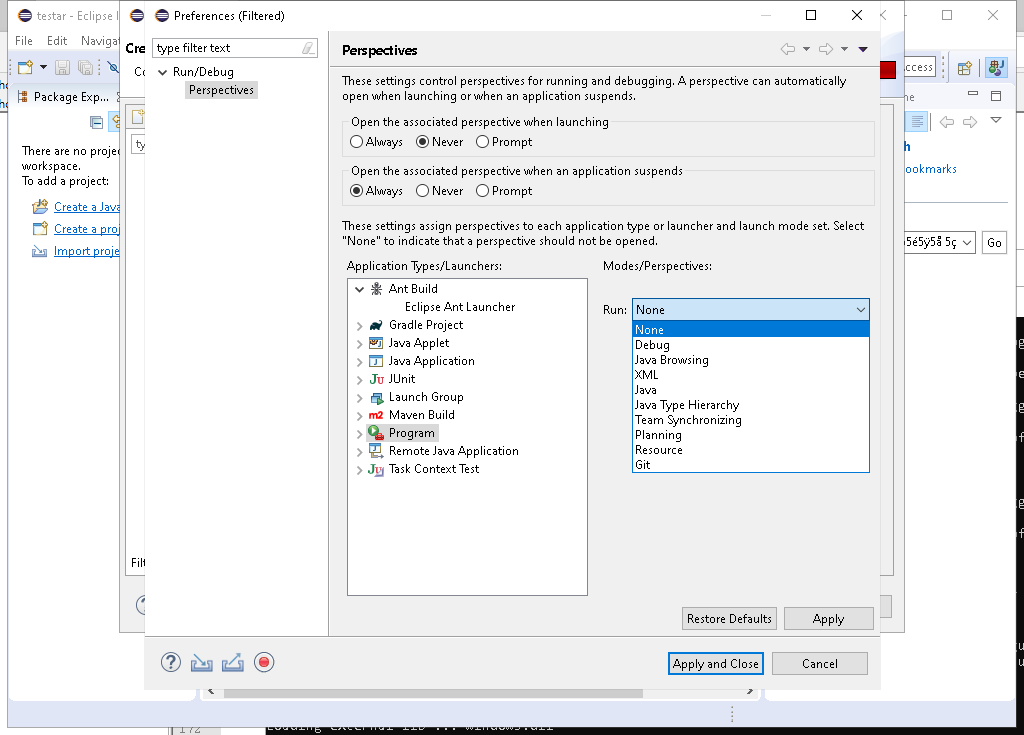 testar - Eclipse I
Preferences (Filtered)
File Edit Naviga
Cre
type filter text
Perspectives
Run/Debug
Perspectives
These settings control perspectives for running and debugging. A perspective can automatically
open when launching or when an application suspends.
Package Exp...
Open the associated perspective when launching
Always Never Prompt
There are no projec
workspace.
To add a project:
Open the associated perspective when an application suspends
Always Never Prompt
ookmarks
Create a Java
Create a proj
Import proje
These settings assign perspectives to each application type or launcher and launch mode set. Select
"None" to indicate that a perspective should not be opened.
Go
Application Types/Launchers:
Modes/Perspectives:
Ant Build
Eclipse Ant Launcher
Gradle Project
Java Applet
Java Application
JUnit
Launch Group
Maven Build
Program
Remote Java Application
Task Context Test
Run: None
None
Debug
Java Browsing
XML
Java
Java Type Hierarchy
Team Synchronizing
Planning
Resource
Git
Filt
Restore Defaults Apply
Apply and Close Cancel
172
Loading external lib ... windows.dll